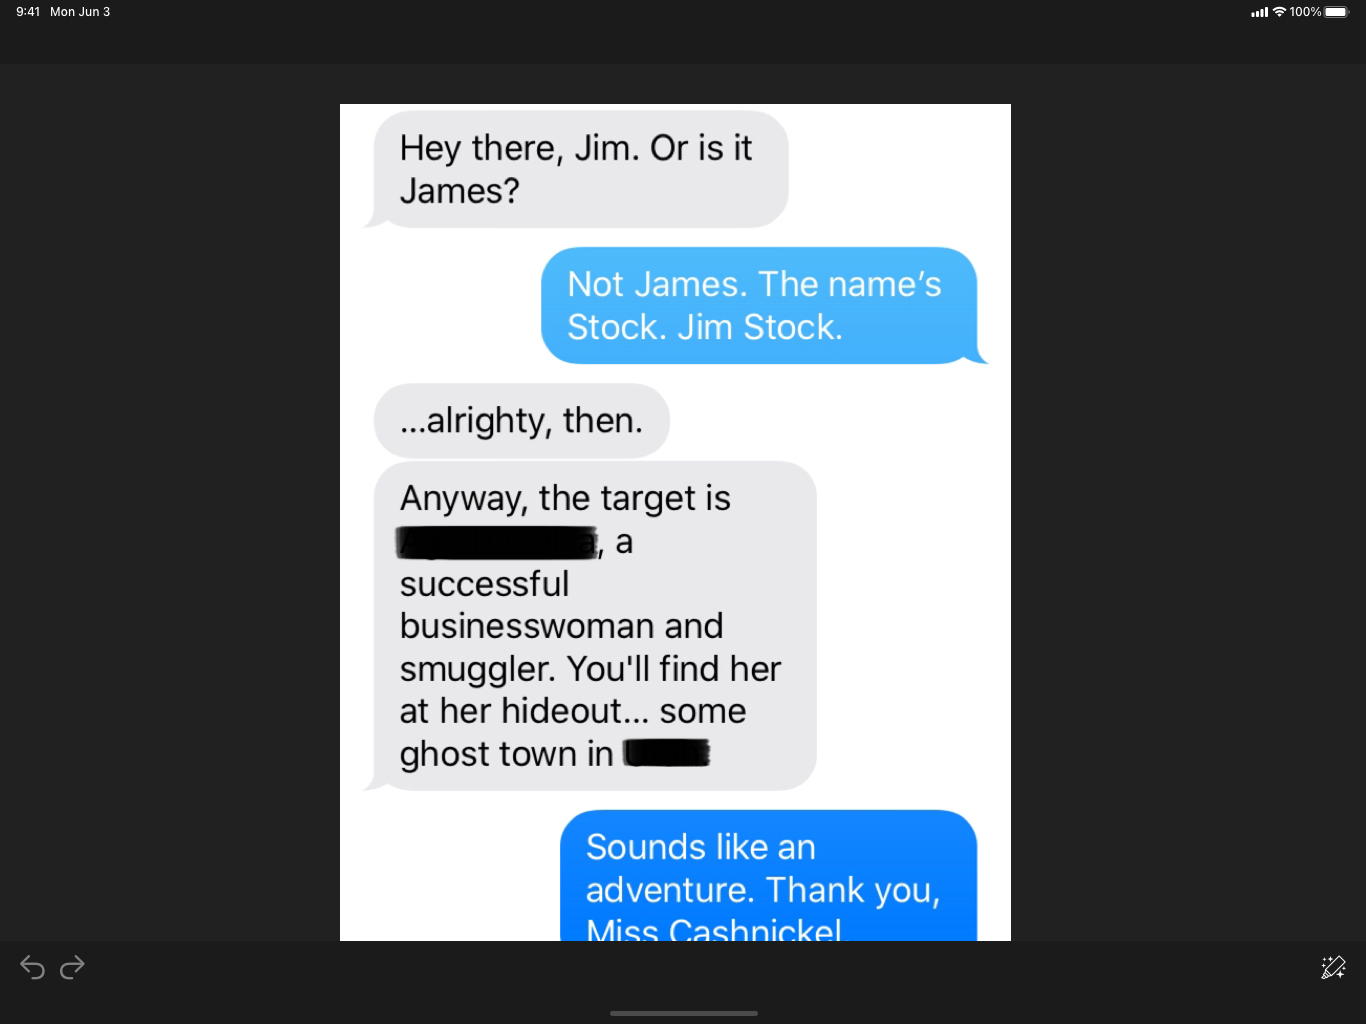 9:41 Mon Jun 3
100%
Hey there, Jim. Or is it
James?
Not James. The name’s
Stock. Jim Stock.
...alrighty, then.
Anyway, the target is
, a
successful
businesswoman and
smuggler. You'll find her
at her hideout... some
ghost town in
Sounds like an
adventure. Thank you,
Miss Cashnickel.